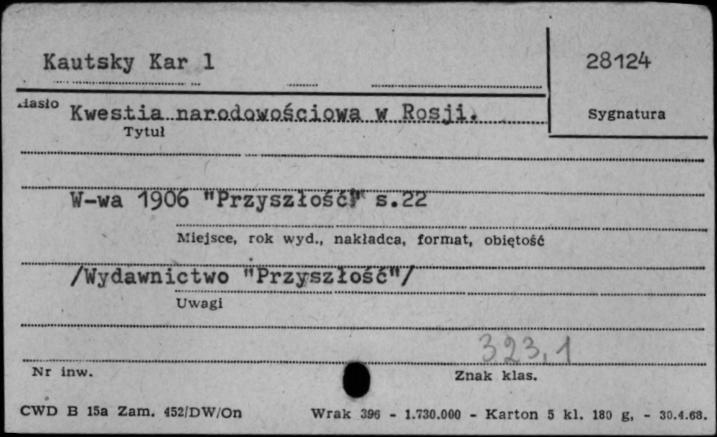 Kautsky Kar l
28124
Hasło
Kwestia narodowościowa w Rosji.
Sygnatura
Tytuł
W-wa 1906 "Przyszłość" s.22
Miejsce, rok wyd., nakładca, format, objętość
/Wydawnictwo "Przyszłość"/
Uwagi
323,1
Nr inw.
Znak klas.
CWD B 15a Zam. 452/DW/On
Wrak 396 - 1.730.000 - Karton 5 kl. 180 g, - 30.4.68.